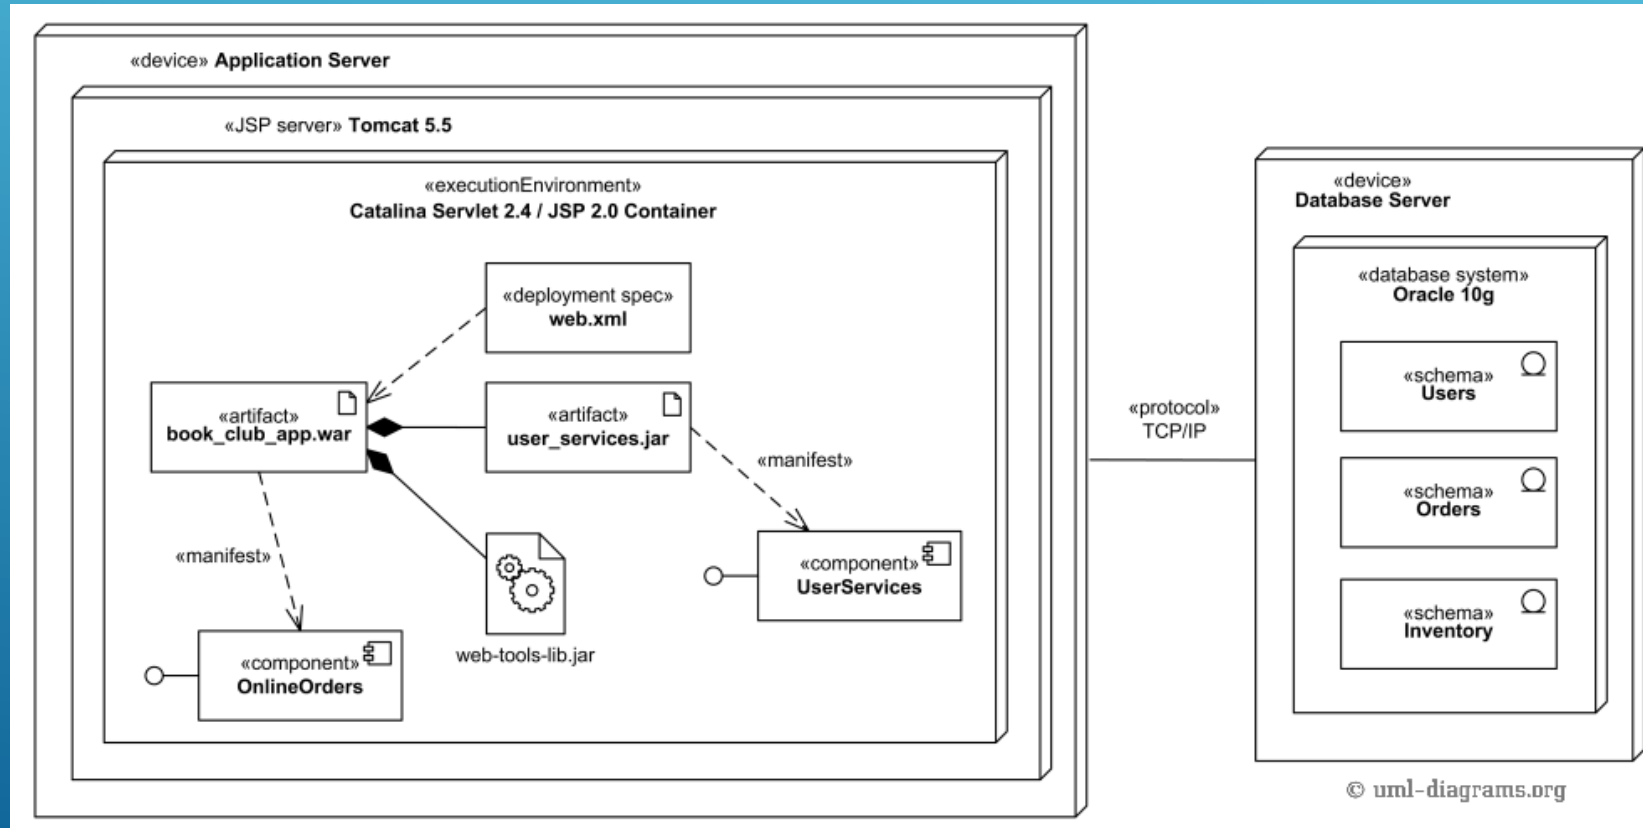 «device» Application Server
«JSP server» Tomcat 5.5
«executionEnvironment»
Catalina Servlet 2.4 / JSP 2.0 Container
«deployment spec»
web.xml
«artifact»
book_club_app.war
«artifact»
user_services.jar
«manifest»
«manifest»
«component»
UserServices
web-tools-lib.jar
«component»
OnlineOrders
«protocol»
TCP/IP
«device»
Database Server
«database system»
Oracle 10g
«schema»
Users
«schema»
Orders
«schema»
Inventory
© uml-diagrams.org